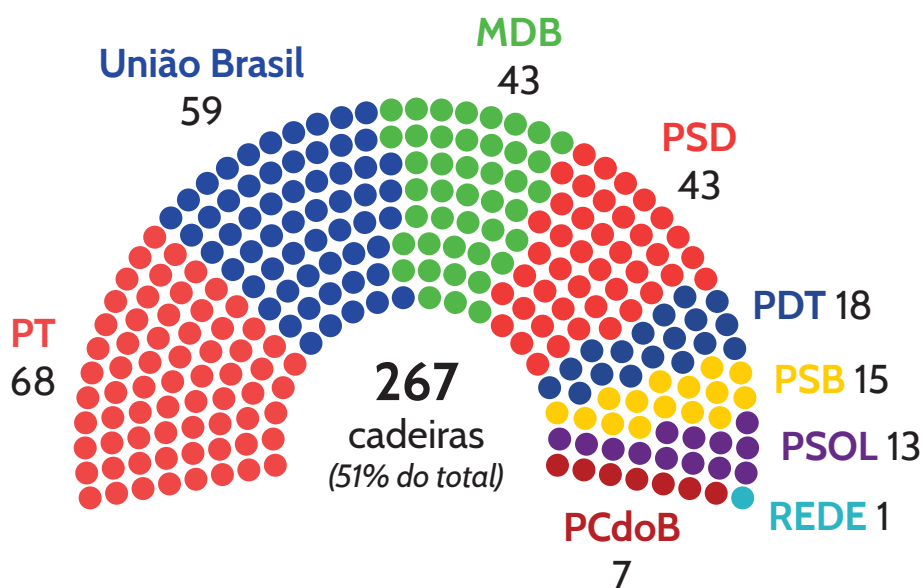 MDB
43
União Brasil
59
PSD
43
PDT 18
PT
68
267
cadeiras
(51% do total)
PSB 15
PSOL 13
REDE 1
PCdoB
7